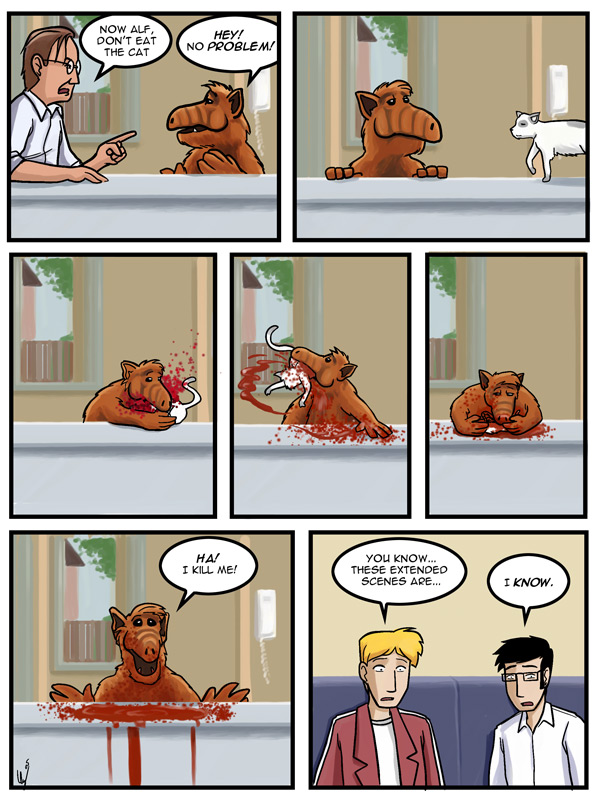 NOW ALF,
DON'T EAT
THE CAT
HEY!
NO PROBLEM!
HA!
I KILL ME!
YOU KNOW...
THESE EXTENDED
SCENES ARE...
I KNOW.